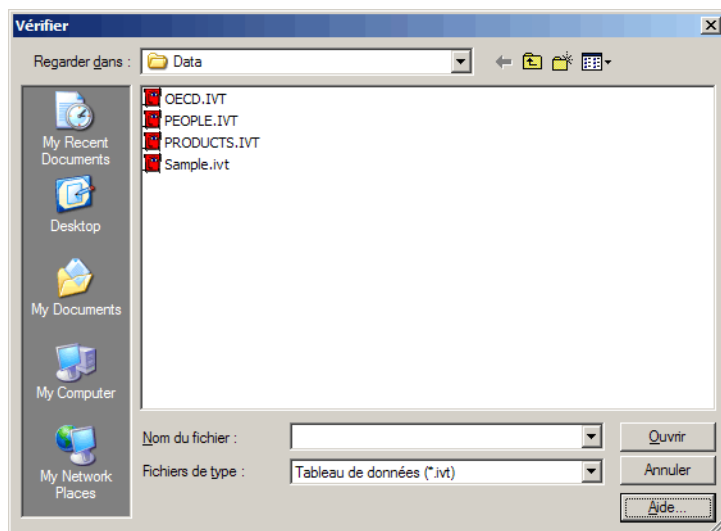 Vérifier
Regarder dans :
Data
My Recent
Documents
Desktop
My Documents
My Computer
My Network
Places
OECD.IVT
PEOPLE.IVT
PRODUCTS.IVT
Sample.ivt
Nom du fichier :
Ouvrir
Fichiers de type :
Tableau de données (*.ivt)
Annuler
Aide...